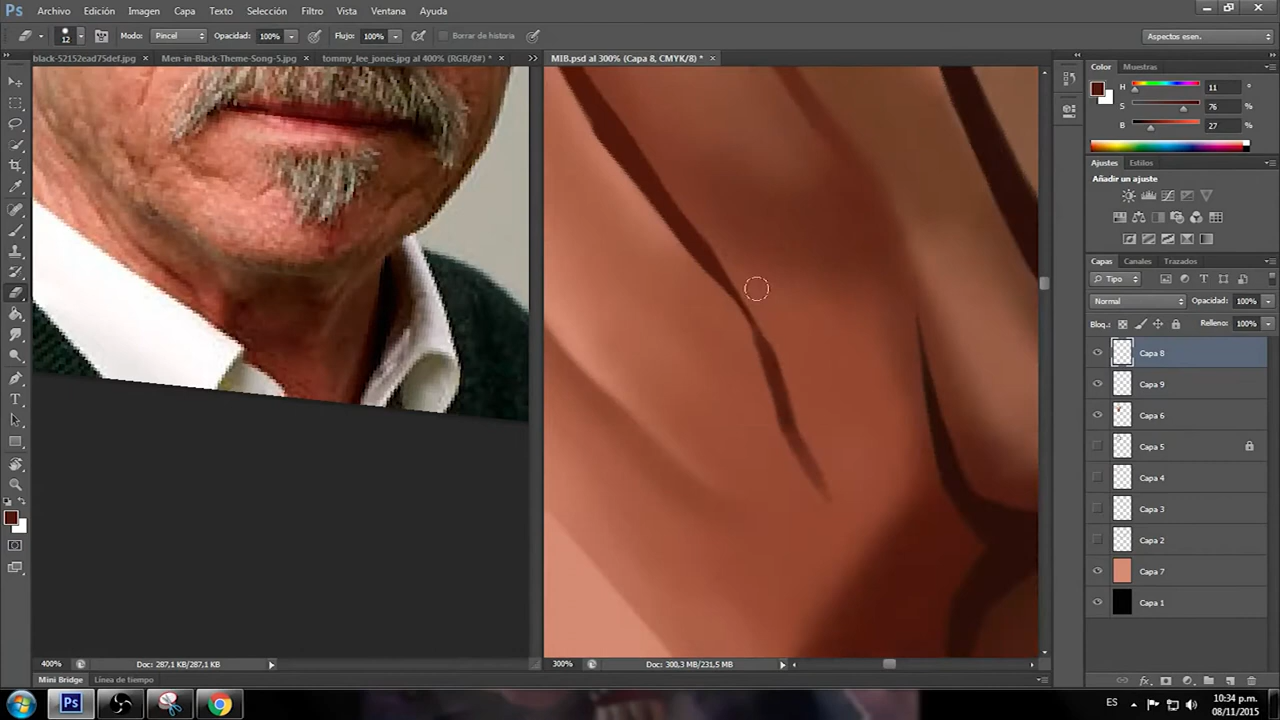 Ps Archivo Edición Imagen Capa Texto Selección Filtro Vista Ventana Ayuda
12 Modo: Pincel Opacidad: 100% Flujo: 100% Borrar de historia Aspectos esen.
black-52152ead75def.jpg × Men-in-Black-Theme-Song-5.jpg × tommy_lee_jones.jpg al 400% (RGB/8#) * × MIB.psd al 300% (Capa 8, CMYK/8) * ×
Color Muestras
H 11 °
S 76 %
B 27 %
Ajustes Estilos
Añadir un ajuste
Capas Canales Trazados
Tipo
Normal Opacidad: 100%
Bloq.: Relleno: 100%
Capa 8
Capa 9
Capa 6
Capa 5
Capa 4
Capa 3
Capa 2
Capa 7
Capa 1
400% Doc: 287,1 KB/287,1 KB 300% Doc: 300,3 MB/231,5 MB
Mini Bridge Línea de tiempo
Ps ES 10:34 p.m.
08/11/2015